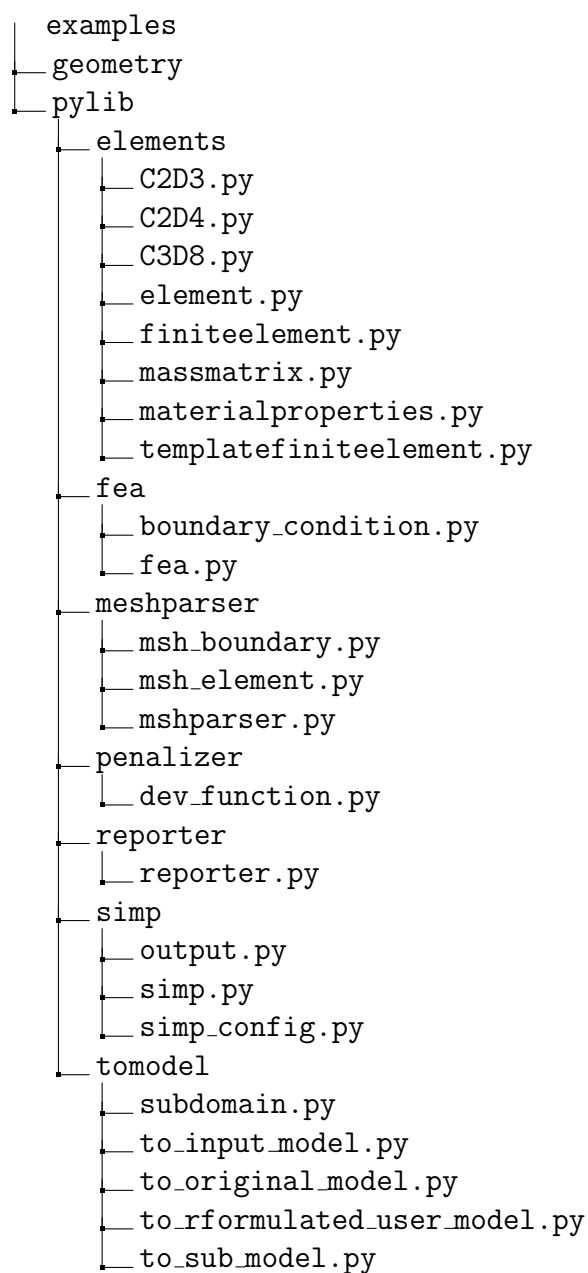 examples
geometry
pylib
elements
C2D3.py
C2D4.py
C3D8.py
element.py
finiteelement.py
massmatrix.py
materialproperties.py
templatefiniteelement.py
fea
boundary_condition.py
fea.py
meshparser
msh_boundary.py
msh_element.py
mshparser.py
penalizer
dev_function.py
reporter
reporter.py
simp
output.py
simp.py
simp_config.py
tomodel
subdomain.py
to_input_model.py
to_original_model.py
to_rformulated_user_model.py
to_sub_model.py